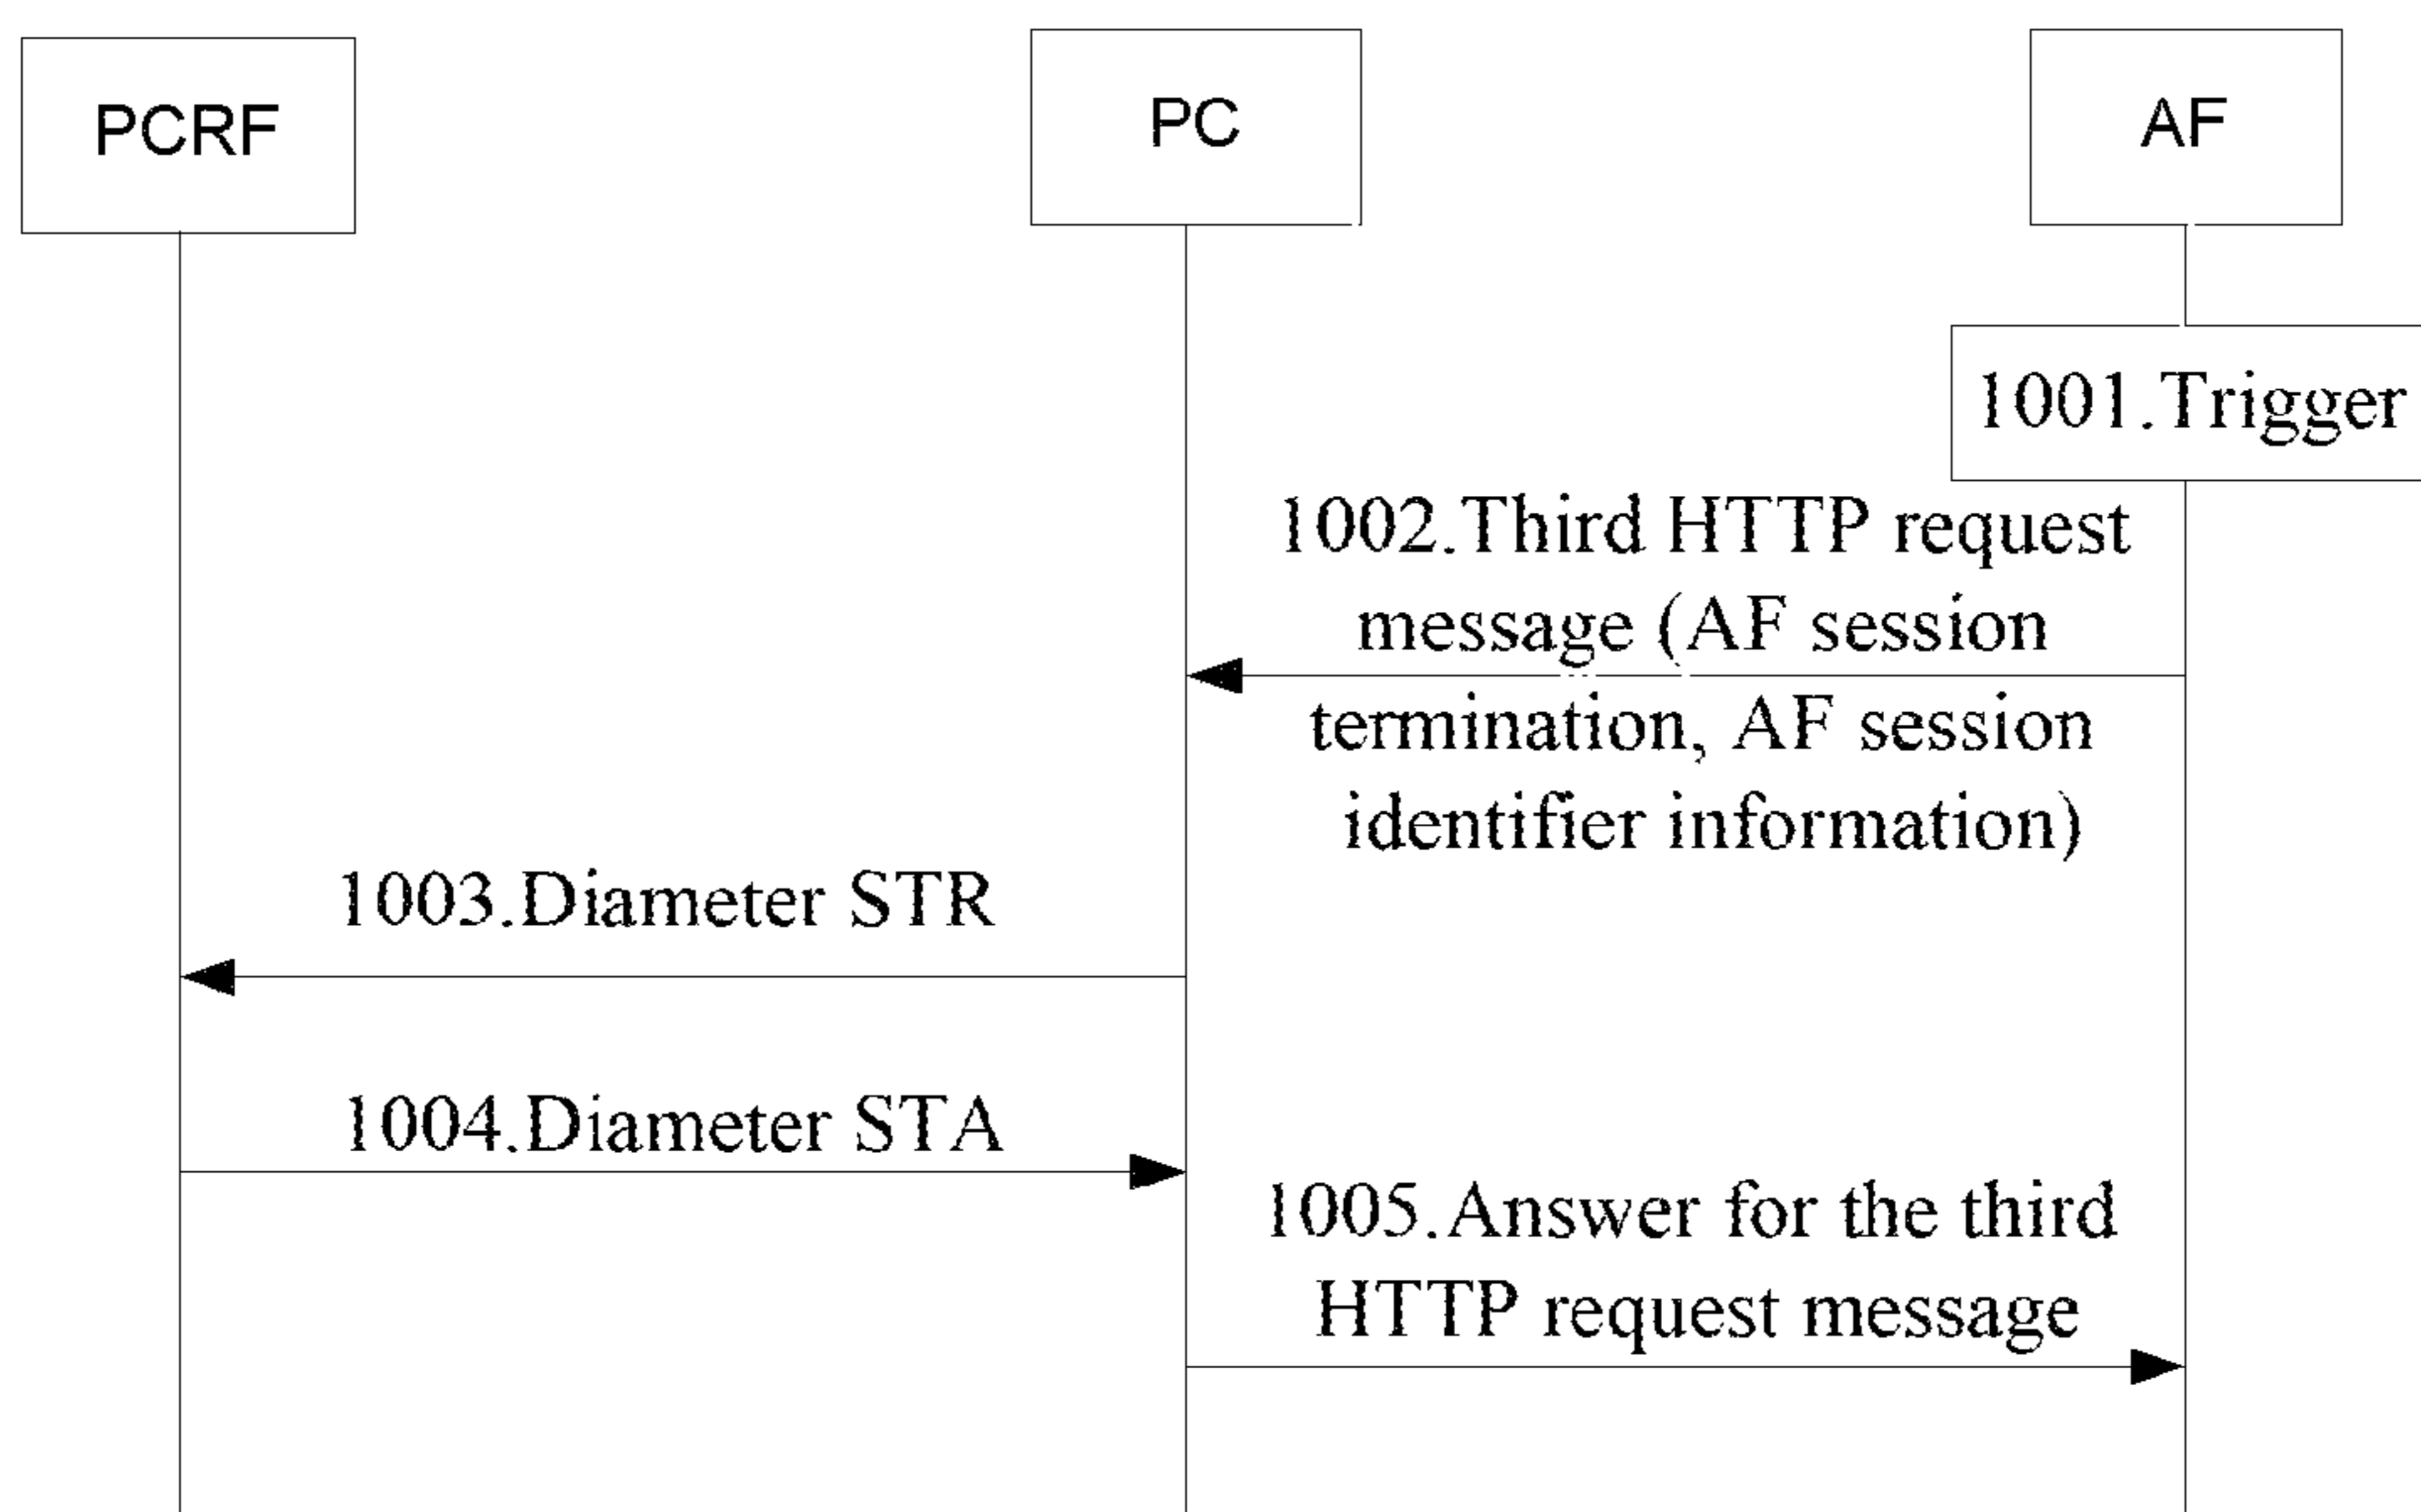 PCRF
PC
AF
1001.Trigger
1002.Third HTTP request
message (AF session
termination, AF session
identifier information)
1003.Diameter STR
1004.Diameter STA
1005.Answer for the third
HTTP request message